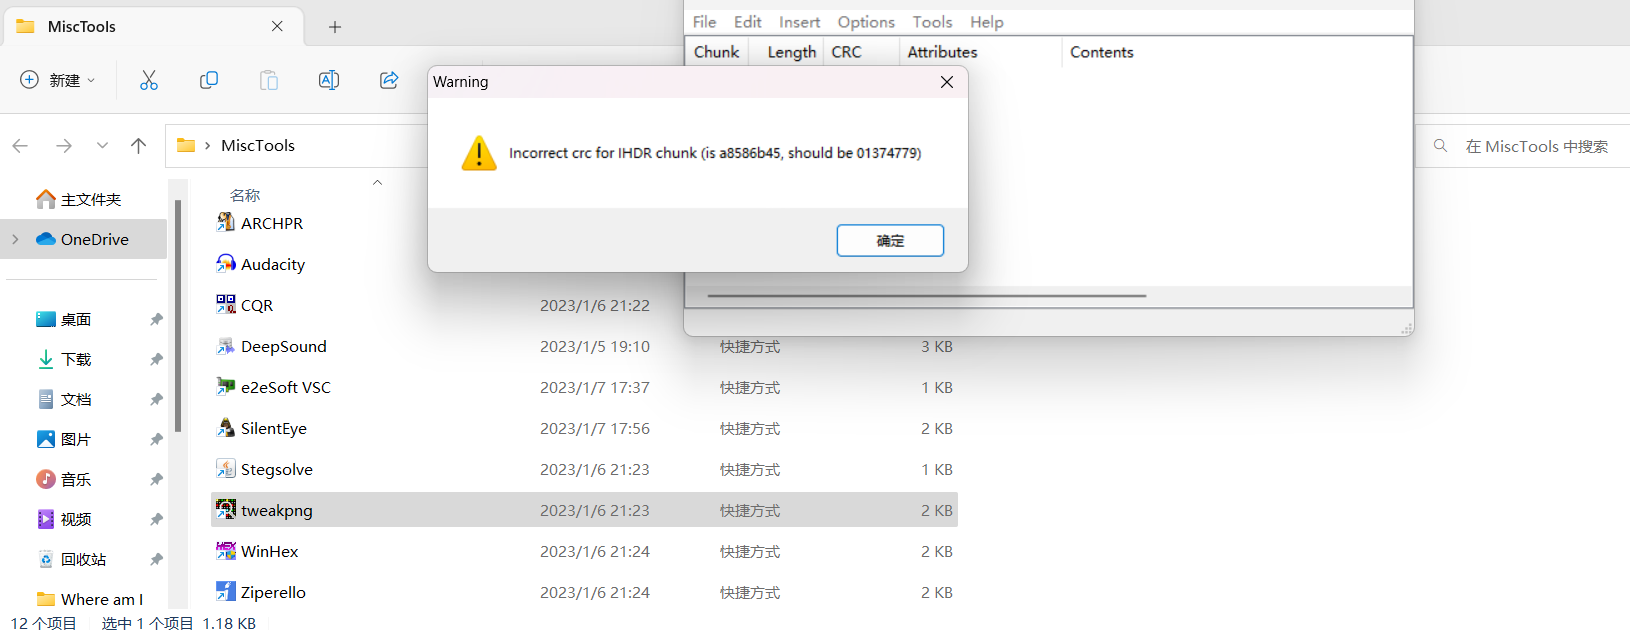 MiscTools
File Edit Insert Options Tools Help
Chunk Length CRC Attributes Contents
新建
Warning
Incorrect crc for IHDR chunk (is a8586b45, should be 01374779)
确定
MiscTools
在 MiscTools 中搜索
主文件夹
OneDrive
桌面
下载
文档
图片
音乐
视频
回收站
Where am I
名称
ARCHPR
Audacity
CQR 2023/1/6 21:22
DeepSound 2023/1/5 19:10 快捷方式 3 KB
e2eSoft VSC 2023/1/7 17:37 快捷方式 1 KB
SilentEye 2023/1/7 17:56 快捷方式 2 KB
Stegsolve 2023/1/6 21:23 快捷方式 1 KB
tweakpng 2023/1/6 21:23 快捷方式 2 KB
WinHex 2023/1/6 21:24 快捷方式 2 KB
Ziperello 2023/1/6 21:24 快捷方式 2 KB
12 个项目 选中 1 个项目 1.18 KB